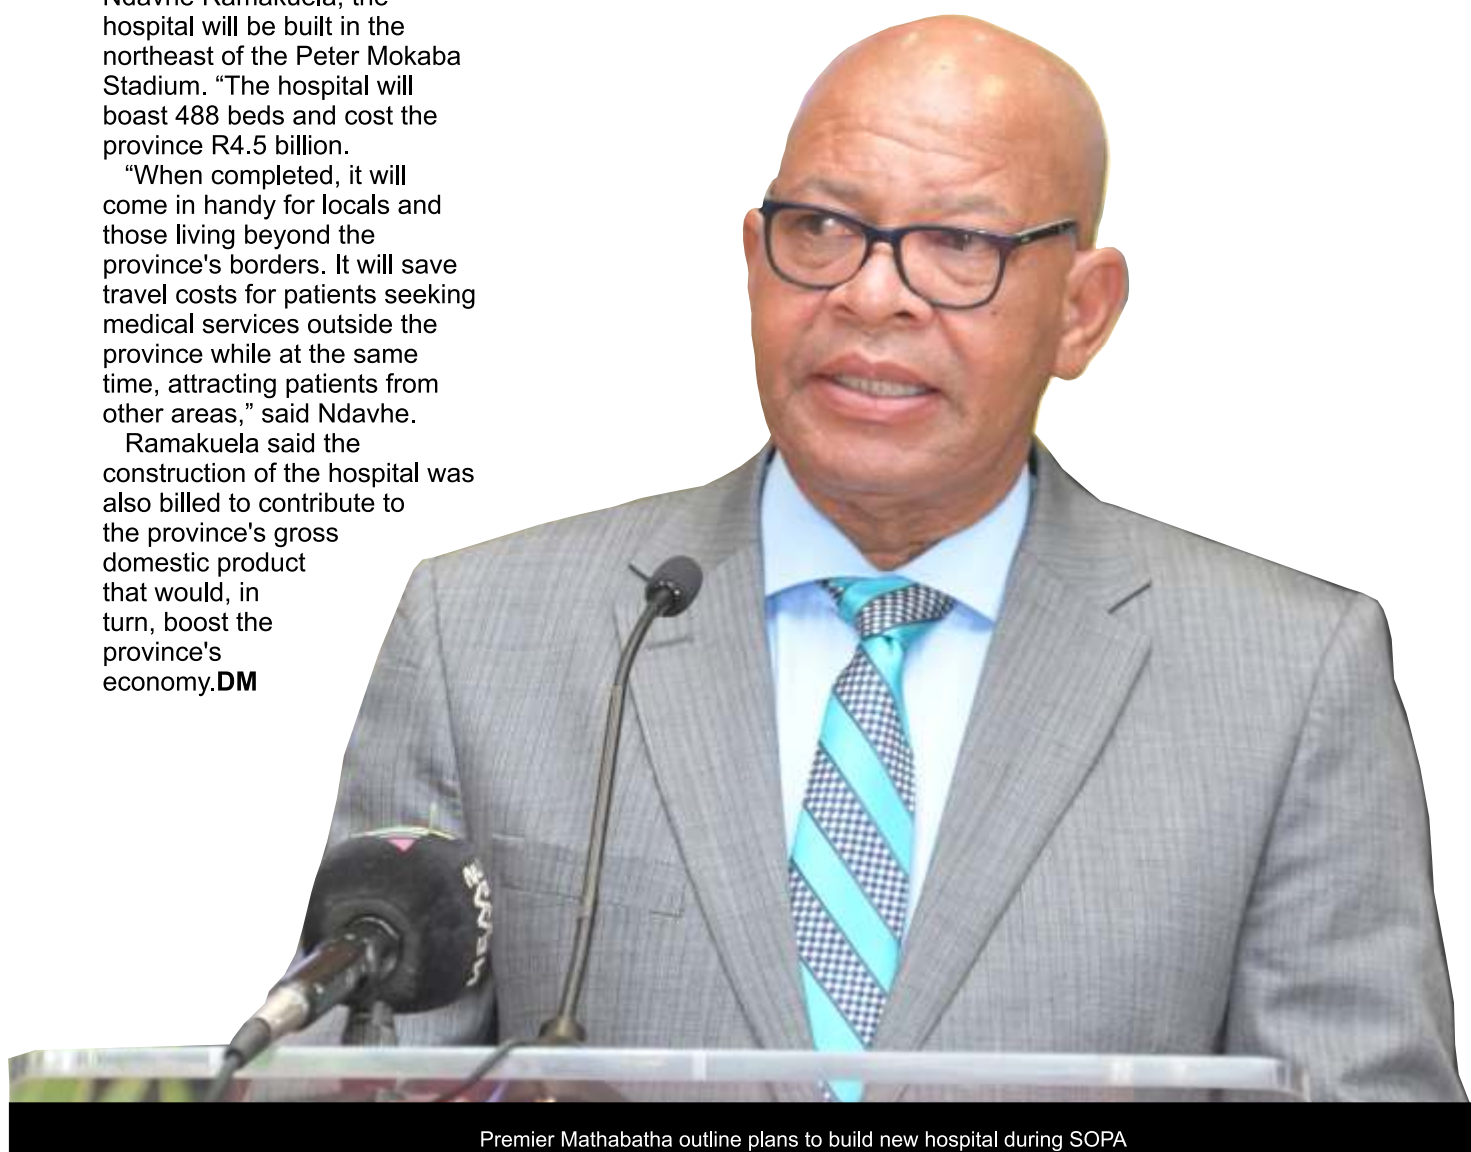 Ndavhe Ramakuela, the
hospital will be built in the
northeast of the Peter Mokaba
Stadium. “The hospital will
boast 488 beds and cost the
province R4.5 billion.
“When completed, it will
come in handy for locals and
those living beyond the
province's borders. It will save
travel costs for patients seeking
medical services outside the
province while at the same
time, attracting patients from
other areas,” said Ndavhe.
Ramakuela said the
construction of the hospital was
also billed to contribute to
the province's gross
domestic product
that would, in
turn, boost the
province's
economy.DM
Premier Mathabatha outline plans to build new hospital during SOPA